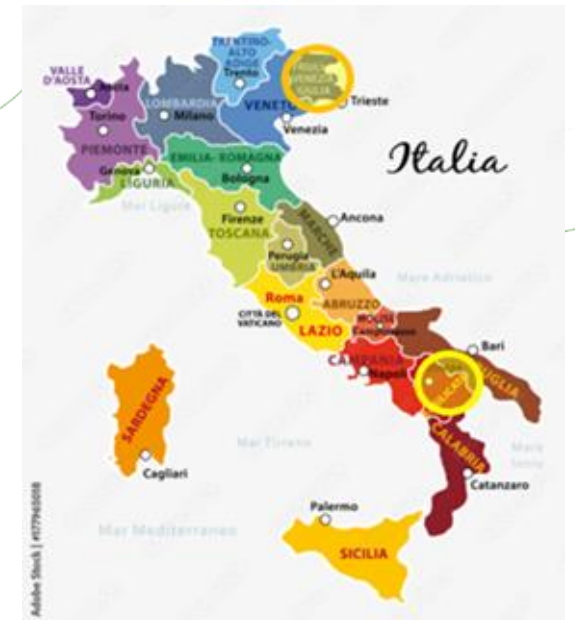 TRENTINO-
ALTO
ADIGE
Trento
FRIULI
VENEZIA
GIULIA
VALLE
D'AOSTA
Aosta
Torino
PIEMONTE
LOMBARDIA
Milano
VENETO
Venezia
Trieste
Italia
EMILIA- ROMAGNA
Bologna
Genova
LIGURIA
Mar Ligure
Firenze
TOSCANA
MARCHE
Ancona
Perugia
UMBRIA
L'Aquila
ABRUZZO
Mare Adriatico
Roma
CITTÀ DEL
VATICANO
LAZIO
MOLISE
Campobasso
CAMPANIA
Napoli
Bari
PUGLIA
SARDEGNA
Cagliari
Mar Tirreno
CALABRIA
Catanzaro
Mare
Ionio
Palermo
SICILIA
Mar Mediterraneo
Adobe Stock | #177965018